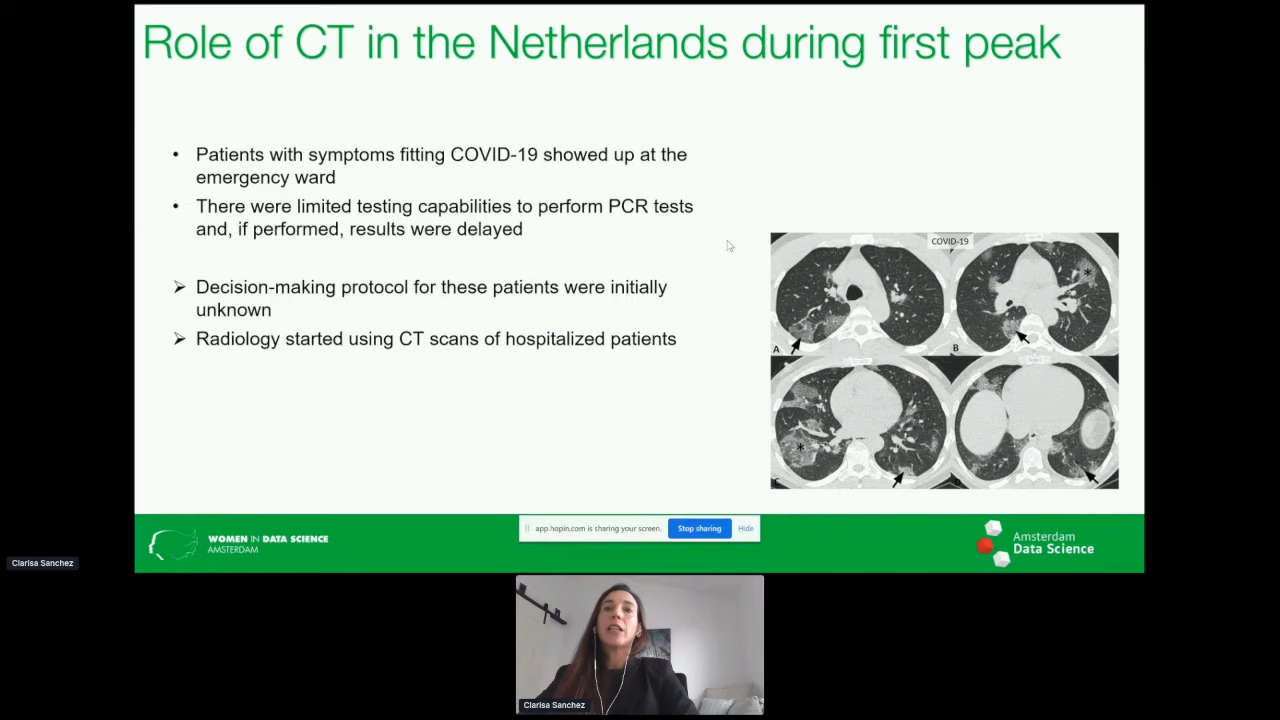 Role of CT in the Netherlands during first peak
• Patients with symptoms fitting COVID-19 showed up at the
emergency ward
• There were limited testing capabilities to perform PCR tests
and, if performed, results were delayed
➢ Decision-making protocol for these patients were initially
unknown
➢ Radiology started using CT scans of hospitalized patients
COVID-19
A
B
*
C
D
*
WOMEN IN DATA SCIENCE
AMSTERDAM
app.hopin.com is sharing your screen.
Stop sharing
Hide
Amsterdam
Data Science
Clarisa Sanchez
Clarisa Sanchez